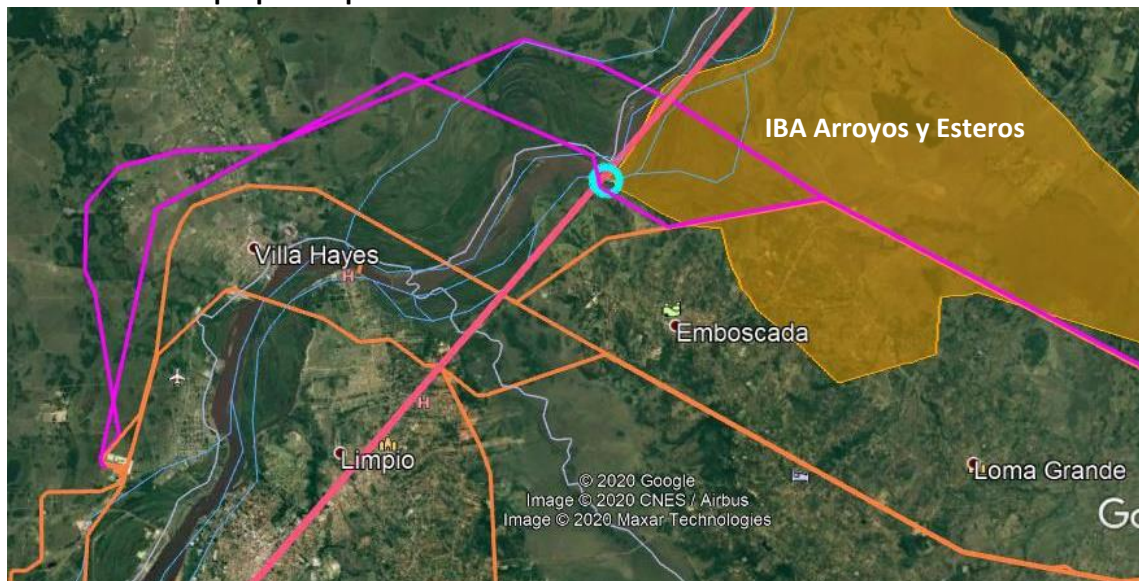 IBA Arroyos y Esteros
Villa Hayes
H
Emboscada
H
Limpio
Loma Grande
© 2020 Google
Image © 2020 CNES / Airbus
Image © 2020 Maxar Technologies
Go